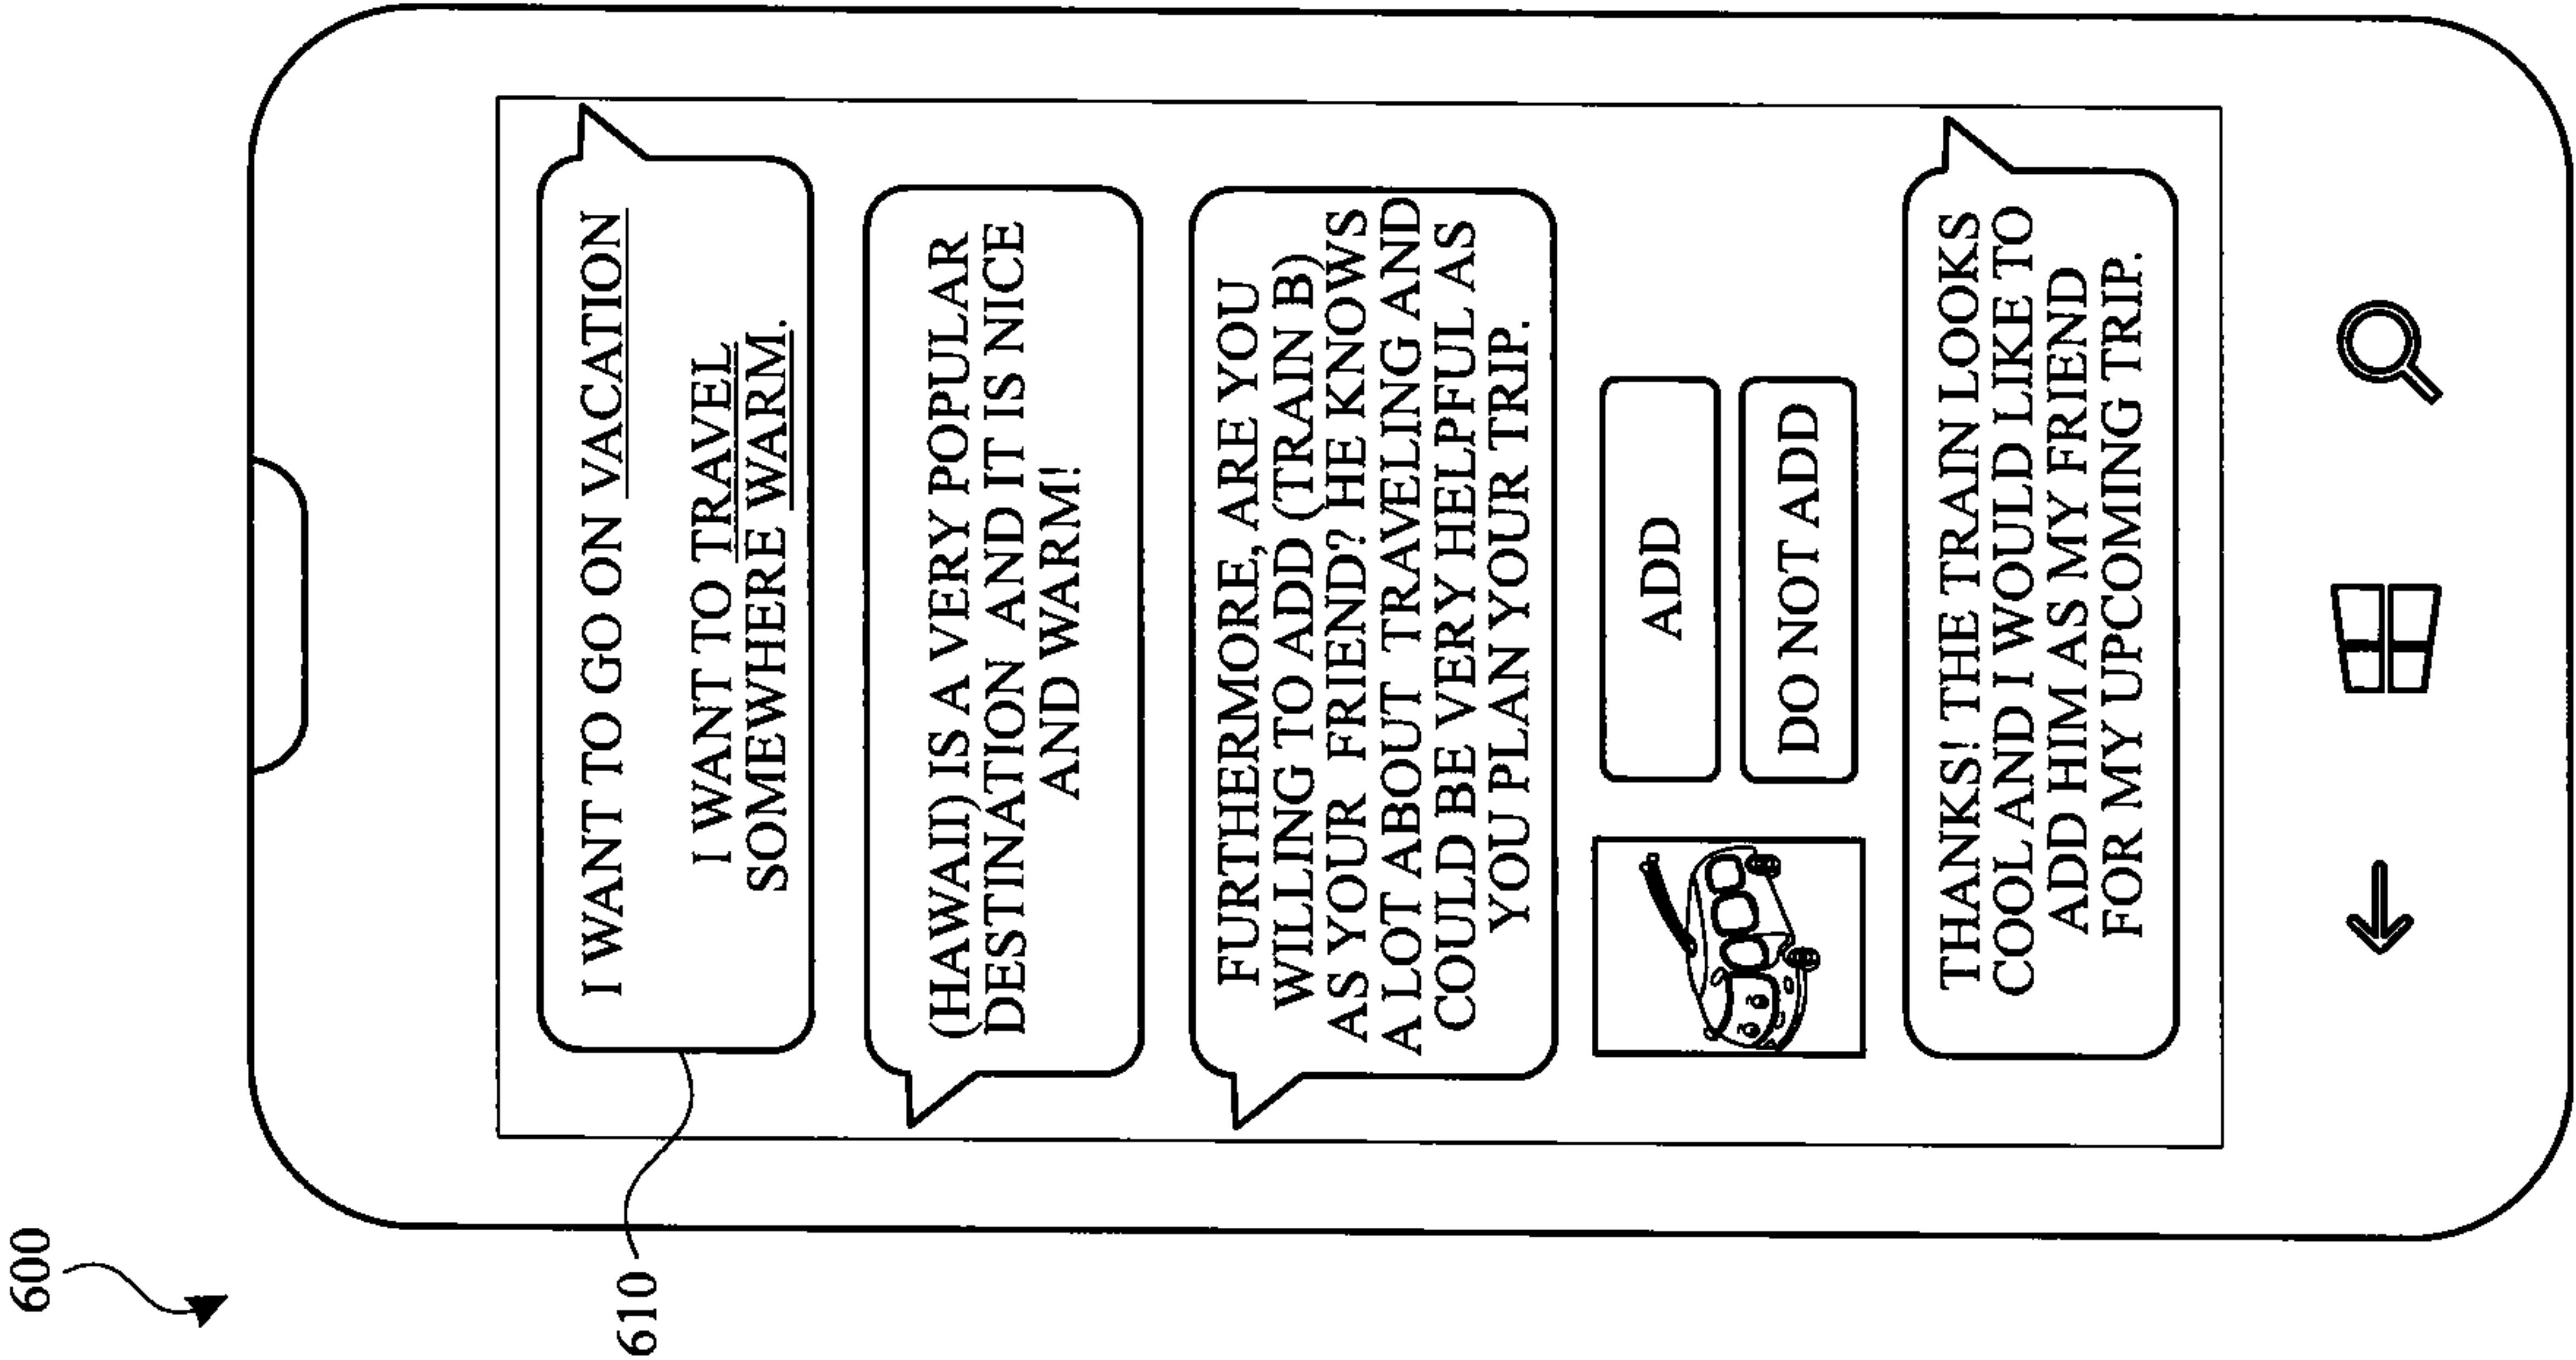 600
610
I WANT TO GO ON VACATION
I WANT TO TRAVEL
SOMEWHERE WARM.
(HAWAII) IS A VERY POPULAR
DESTINATION AND IT IS NICE
AND WARM!
FURTHERMORE, ARE YOU
WILLING TO ADD (TRAIN B)
AS YOUR FRIEND? HE KNOWS
A LOT ABOUT TRAVELING AND
COULD BE VERY HELPFUL AS
YOU PLAN YOUR TRIP.
ADD
DO NOT ADD
THANKS! THE TRAIN LOOKS
COOL AND I WOULD LIKE TO
ADD HIM AS MY FRIEND
FOR MY UPCOMING TRIP.